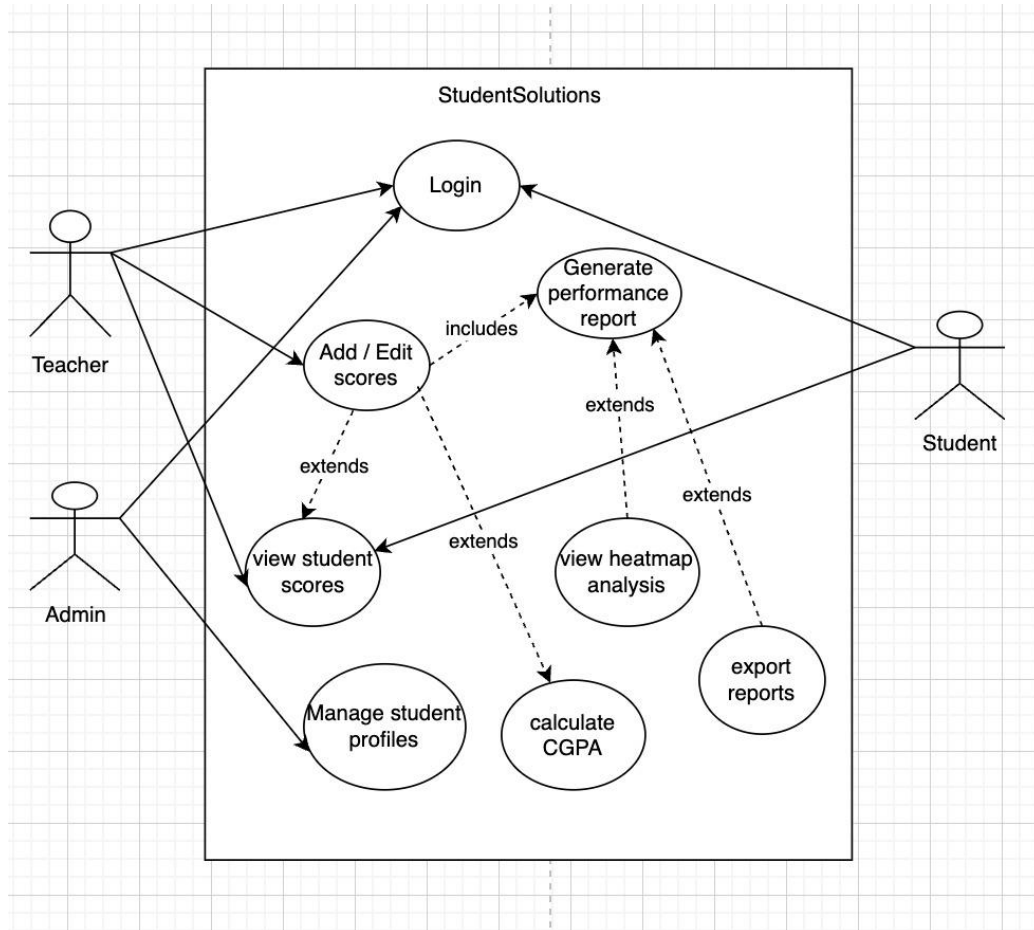 StudentSolutions
Login
Generate
performance
report
includes
Add / Edit
scores
Teacher
extends
Student
extends
extends
extends
view student
scores
view heatmap
analysis
Admin
export
reports
Manage student
profiles
calculate
CGPA